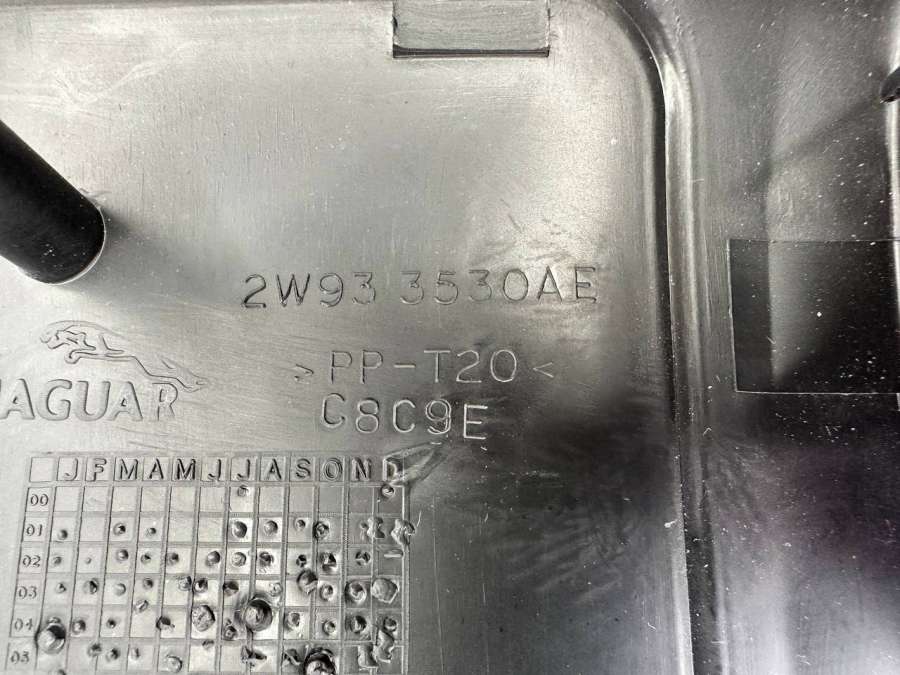 2W93 3530AE
>PP-T20<
JAGUAR
C8C9E
J F M A M J J A S O N D
00
01
02
03
04
05